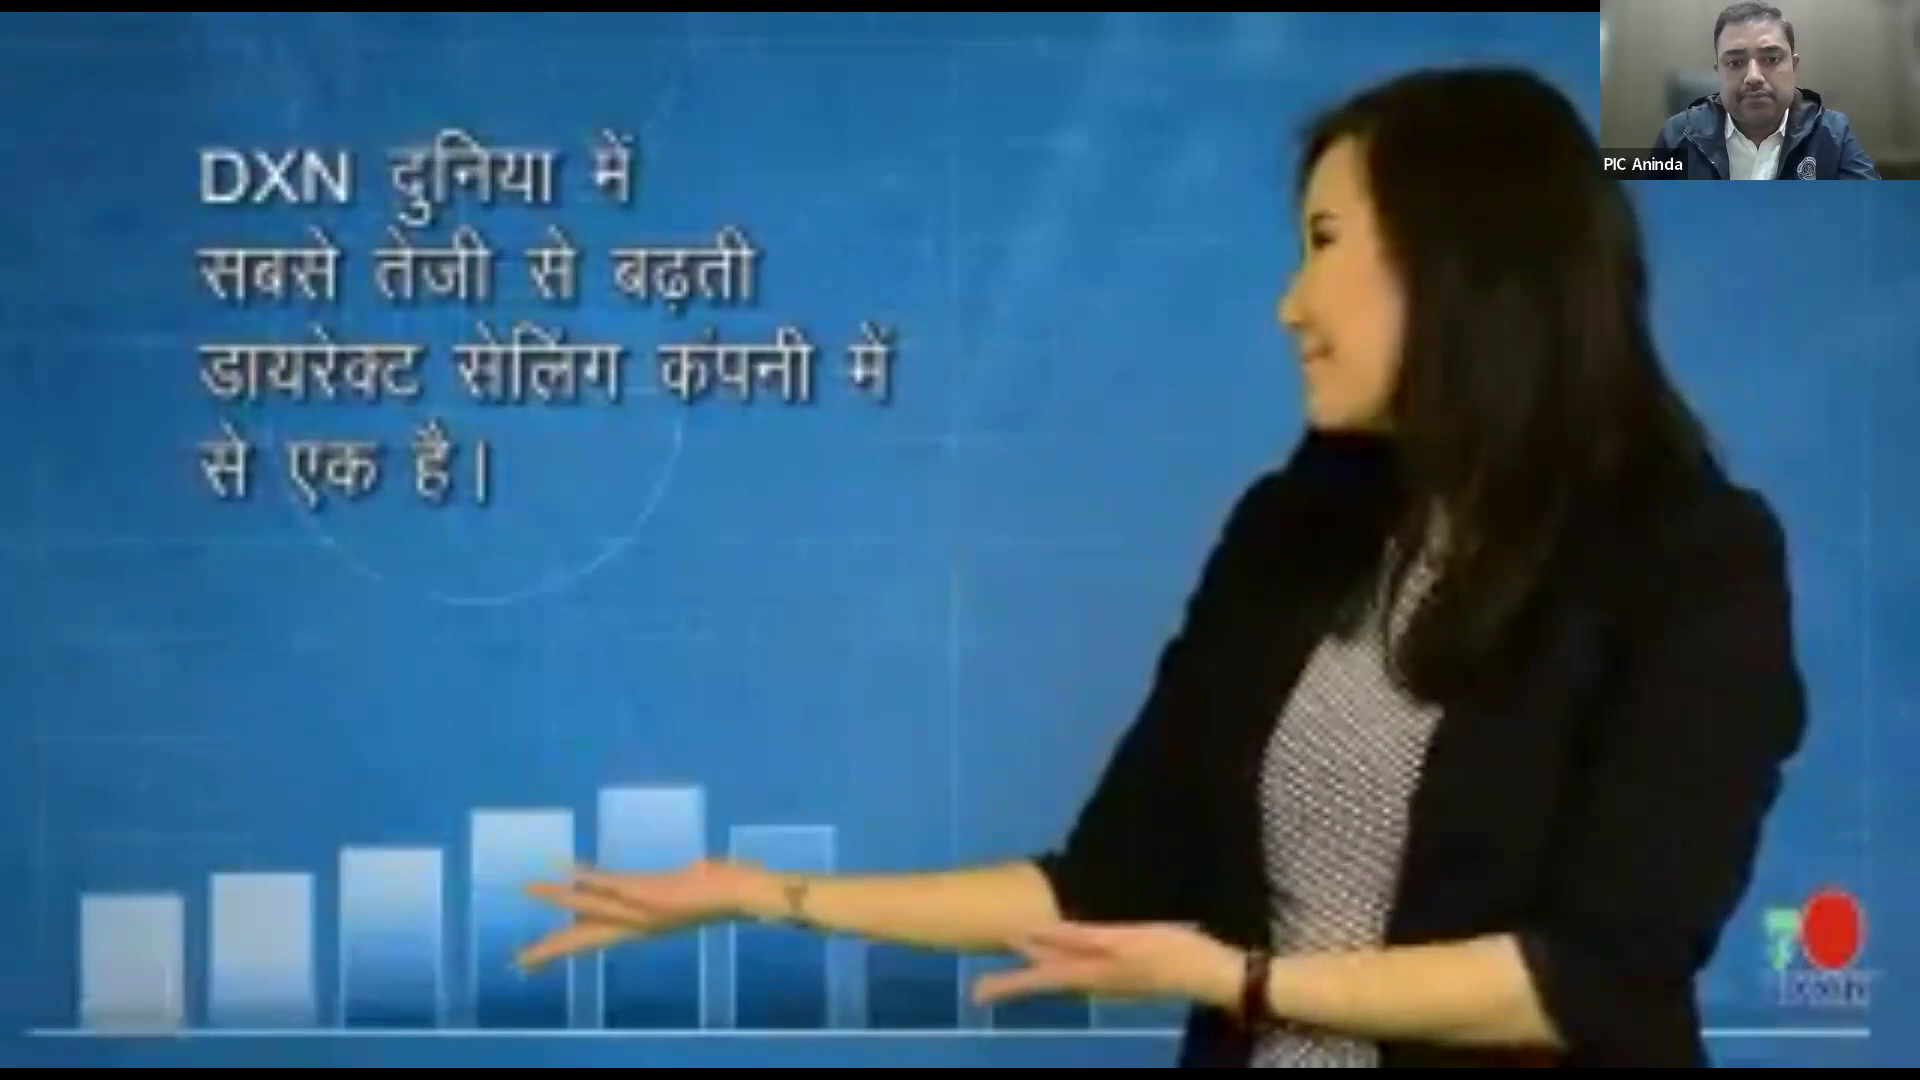 DXN दुनिया में
सबसे तेजी से बढ़ती
डायरेक्ट सेलिंग कंपनी में
से एक है।
PIC Aninda